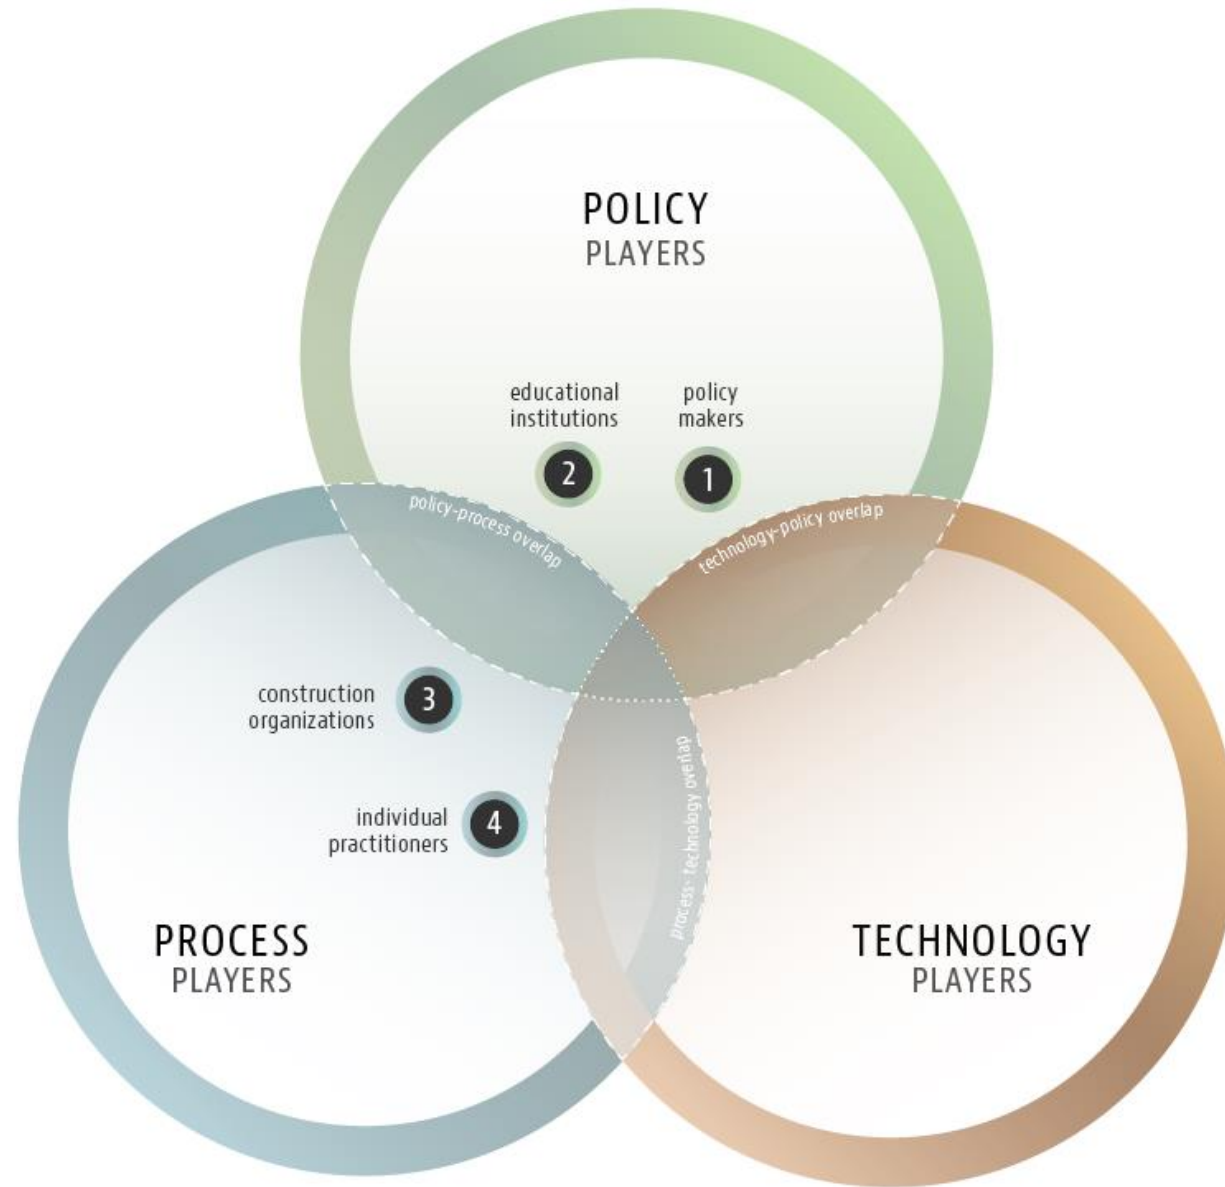 POLICY
PLAYERS
educational
institutions
policy
makers
2
1
policy-process overlap
technology-policy overlap
construction
organizations
3
individual
practitioners
4
process- technology overlap
PROCESS
PLAYERS
TECHNOLOGY
PLAYERS